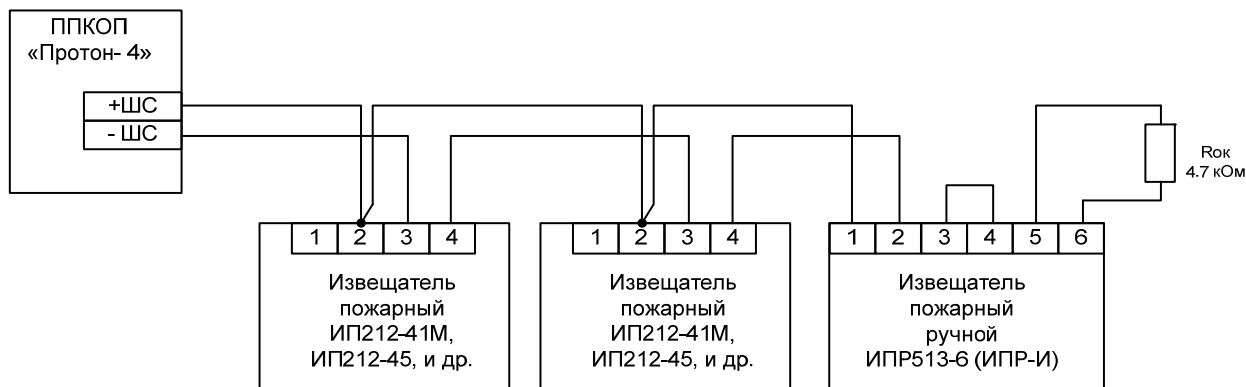 ППКОП
«Протон- 4»
+ШС
- ШС
Rок
4.7 кОм
1 2 3 4
Извещатель
пожарный
ИП212-41М,
ИП212-45, и др.
1 2 3 4
Извещатель
пожарный
ИП212-41М,
ИП212-45, и др.
1 2 3 4 5 6
Извещатель
пожарный
ручной
ИПР513-6 (ИПР-И)